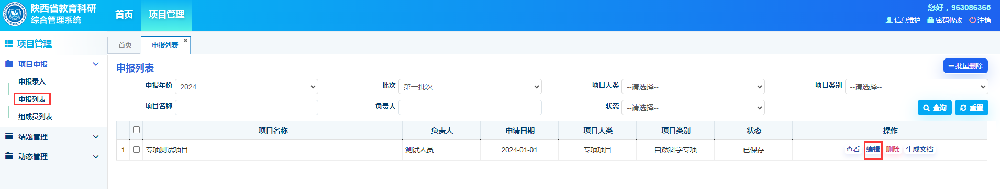 陕西省教育科研
综合管理系统
首页
项目管理
您好，963086365
信息维护
密码修改
注销
项目管理
项目申报
申报录入
申报列表
组成员列表
结题管理
动态管理
首页
申报列表
申报列表
批量删除
申报年份 2024
批次 第一批次
项目大类 --请选择--
项目类别 --请选择--
项目名称
负责人
状态 --请选择--
查询
重置
项目名称 负责人 申请日期 项目大类 项目类别 状态 操作
1 专项测试项目 测试人员 2024-01-01 专项项目 自然科学专项 已保存 查看 编辑 删除 生成文档